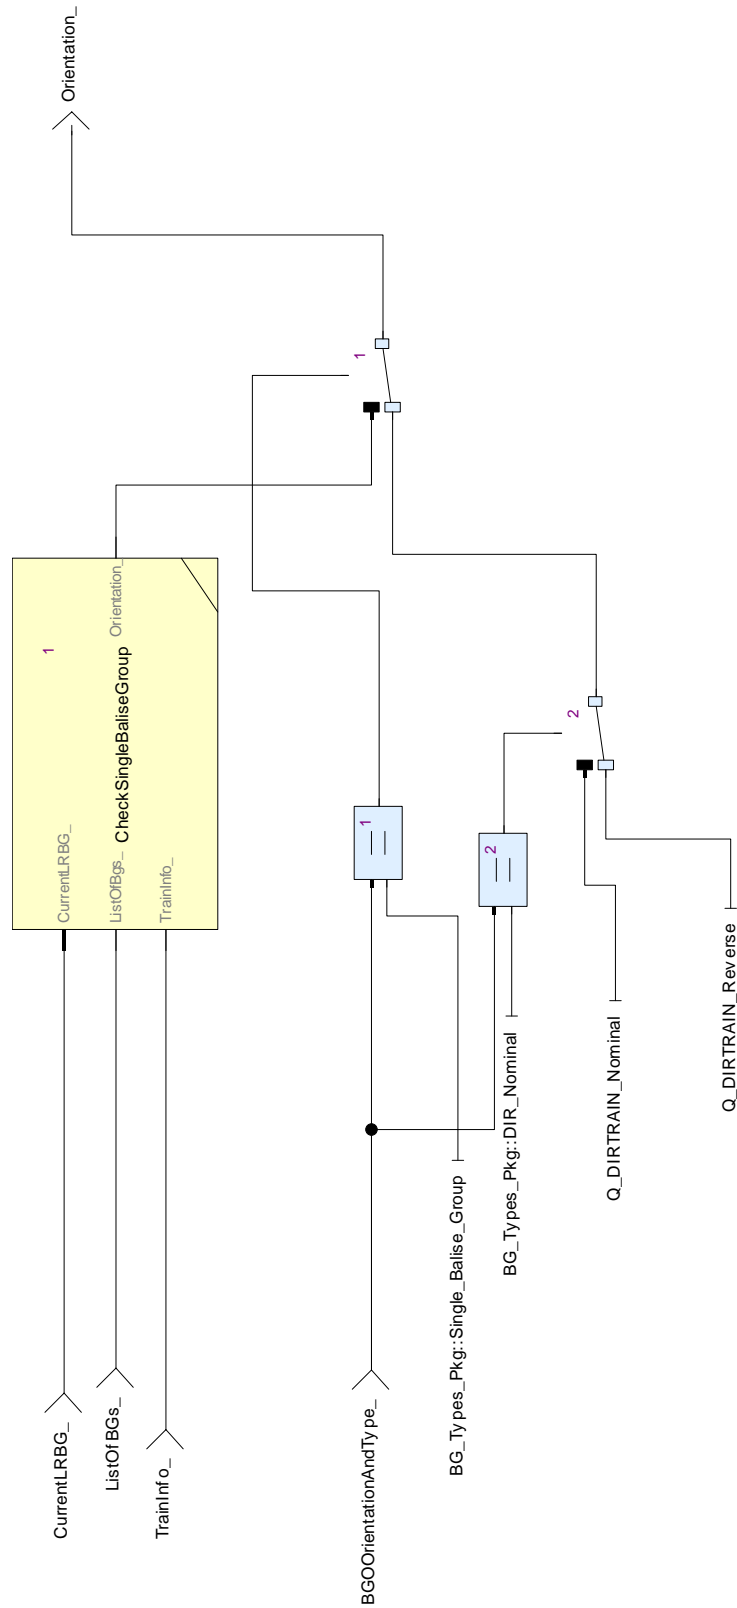 Orientation_
1
1
CheckSingleBaliseGroup
Orientation_
CurrentLRBG_
ListOfBgs_
TrainInfo_
1
2
2
CurrentLRBG_
ListOfBGs_
TrainInfo_
BGOOrientationAndType_
BG_Types_Pkg::Single_Balise_Group
BG_Types_Pkg::DIR_Nominal
Q_DIRTRAIN_Nominal
Q_DIRTRAIN_Reverse